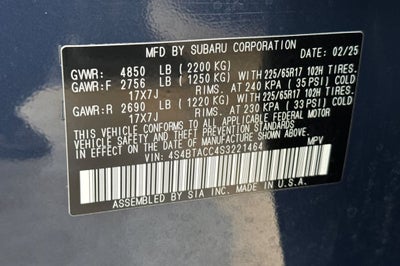 MFD BY SUBARU CORPORATION 02/25
GVWR: 4850 LB (2200 KG)
GAWR:F 2756 LB (1250 KG) WITH 225/65R17 102H TIRES.
17X7J RIMS. AT 240 KPA (35 PSI) COLD
GAWR:R 2690 LB (1220 KG) WITH 225/65R17 102H TIRES.
17X7J RIMS. AT 230 KPA (33 PSI) COLD
THIS VEHICLE CONFORMS TO ALL APPLICABLE FEDERAL MOTOR
VEHICLE SAFETY AND THEFT PREVENTION STANDARDS IN EFFECT
ON THE DATE OF MANUFACTURE SHOWN ABOVE.
VIN: 4S4BTACC4S3221464 MPV
ASSEMBLED BY SIA INC. MADE IN U.S.A.